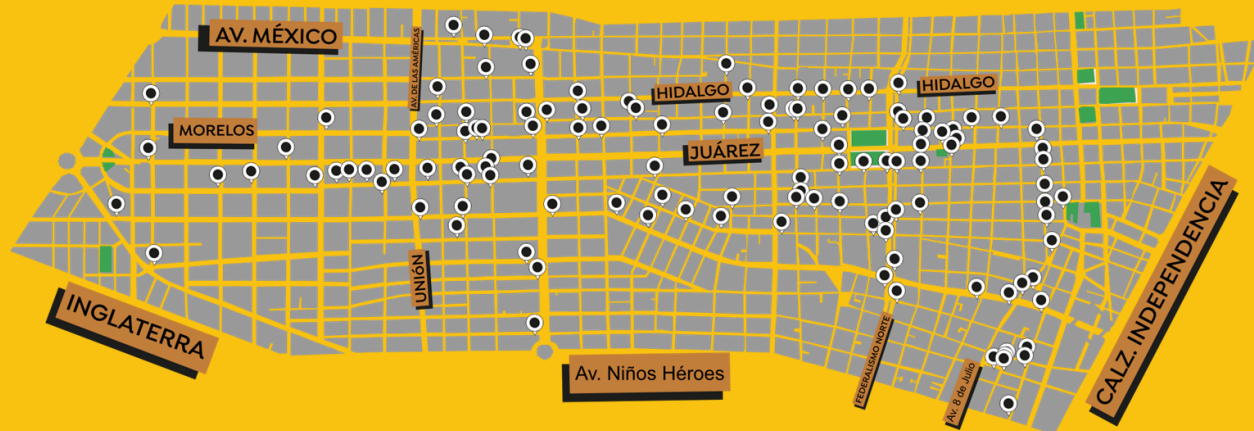 AV. MÉXICO
AV. DE LAS AMÉRICAS
HIDALGO
HIDALGO
MORELOS
JUÁREZ
UNIÓN
INGLATERRA
CALZ. INDEPENDENCIA
Av. Niños Héroes
FEDERALISMO NORTE
Av. 8 de Julio